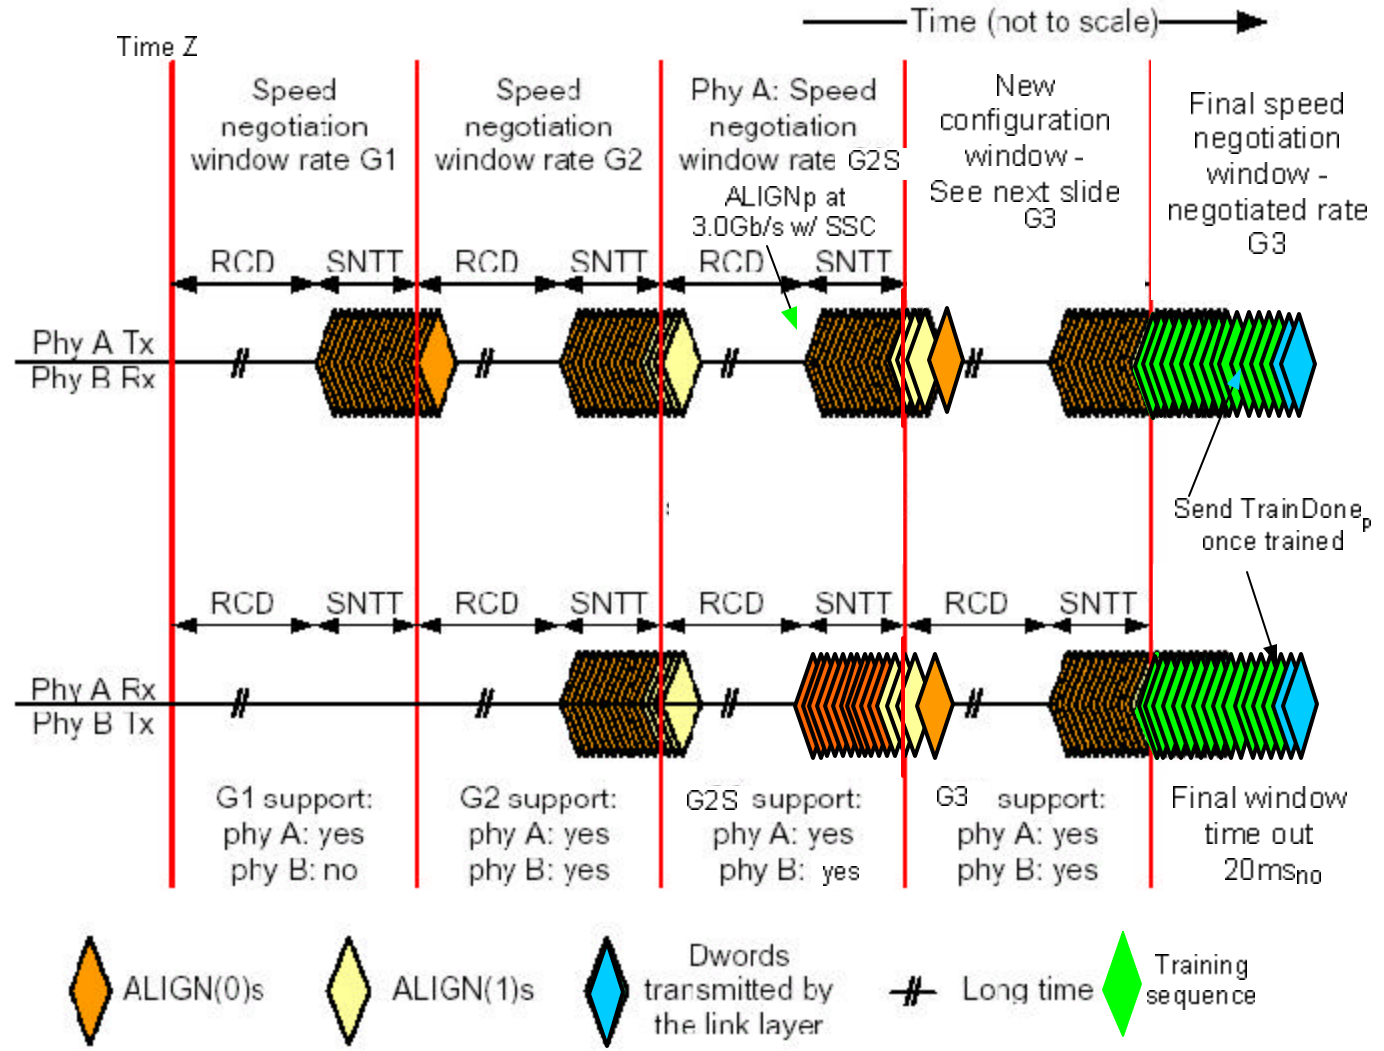 Time (not to scale)
Time Z
Speed
negotiation
window rate G1
Speed
negotiation
window rate G2
Phy A: Speed
negotiation
window rate G2S
ALIGNp at
3.0Gb/s w/ SSC
New
configuration
window -
See next slide
G3
Final speed
negotiation
window -
negotiated rate
G3
RCD SNTT RCD SNTT RCD SNTT
Phy A Tx
Phy B Rx
Send TrainDonep
once trained
RCD SNTT RCD SNTT RCD SNTT RCD SNTT
Phy A Rx
Phy B Tx
G1 support:
phy A: yes
phy B: no
G2 support:
phy A: yes
phy B: yes
G2S support:
phy A: yes
phy B: yes
G3 support:
phy A: yes
phy B: yes
Final window
time out
20msno
ALIGN(0)s
ALIGN(1)s
Dwords
transmitted by
the link layer
Long time
Training
sequence